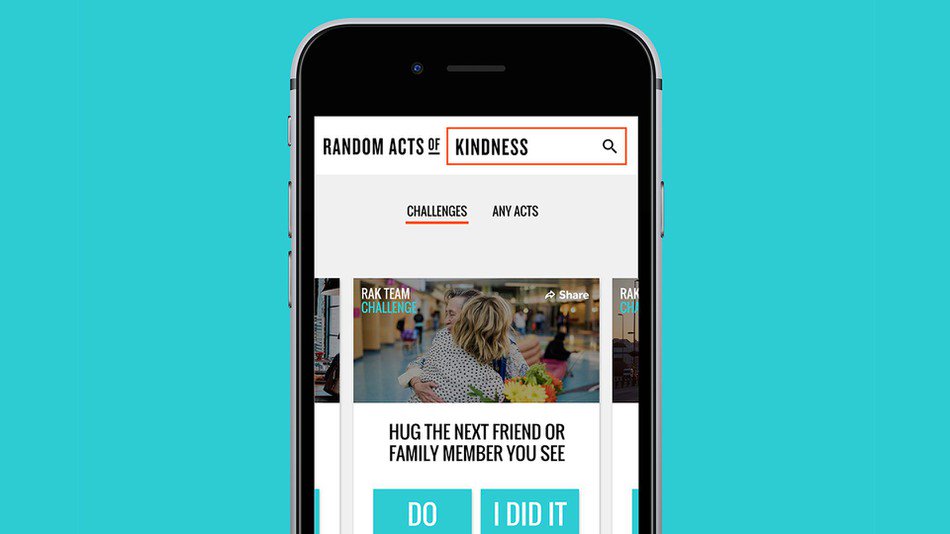 RANDOM ACTS OF KINDNESS
CHALLENGES ANY ACTS
RAK TEAM
CHALLENGE
Share
RAK
CHA
HUG THE NEXT FRIEND OR
FAMILY MEMBER YOU SEE
DO I DID IT